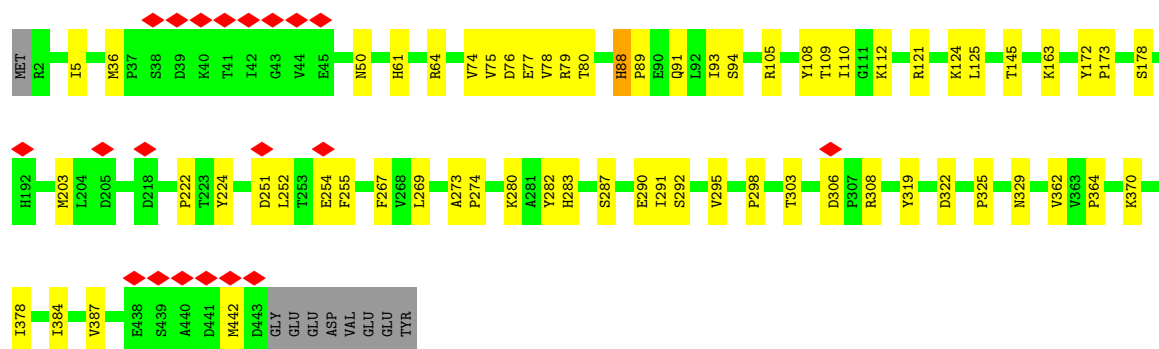 MET R2 I5 M36 P37 S38 D39 K40 T41 I42 G43 V44 E45 N50 H61 R64 V74 V75 D76 E77 V78 R79 T80 H88 P89 E90 Q91 L92 I93 S94 R105 Y108 T109 I110 G111 K112 R121 K124 L125 T145 K163 Y172 P173 S178
H192 M203 L204 D205 D218 P222 T223 Y224 D251 L252 T253 E254 F255 F267 V268 L269 A273 P274 K280 A281 Y282 H283 S287 E290 I291 S292 V295 P298 T303 D306 P307 R308 Y319 D322 P325 N329 V362 V363 P364 K370
I378 I384 V387 E438 S439 A440 D441 M442 D443 GLY GLU GLU ASP VAL GLU GLU TYR